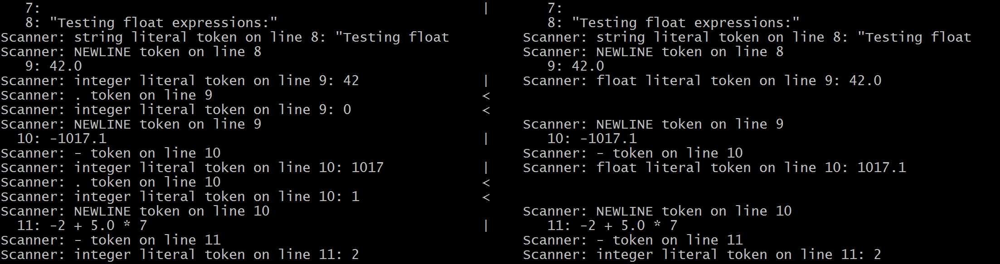 7:                                                      |       7:
   8: "Testing float expressions:"                                 8: "Testing float expressions:"
Scanner: string literal token on line 8: "Testing float         Scanner: string literal token on line 8: "Testing float
Scanner: NEWLINE token on line 8                                Scanner: NEWLINE token on line 8
   9: 42.0                                                         9: 42.0
Scanner: integer literal token on line 9: 42               |    Scanner: float literal token on line 9: 42.0
Scanner: . token on line 9                                 <
Scanner: integer literal token on line 9: 0                <
Scanner: NEWLINE token on line 9                                Scanner: NEWLINE token on line 9
  10: -1017.1                                              |       10: -1017.1
Scanner: - token on line 10                                     Scanner: - token on line 10
Scanner: integer literal token on line 10: 1017            |    Scanner: float literal token on line 10: 1017.1
Scanner: . token on line 10                                <
Scanner: integer literal token on line 10: 1               <
Scanner: NEWLINE token on line 10                               Scanner: NEWLINE token on line 10
  11: -2 + 5.0 * 7                                         |       11: -2 + 5.0 * 7
Scanner: - token on line 11                                     Scanner: - token on line 11
Scanner: integer literal token on line 11: 2                    Scanner: integer literal token on line 11: 2